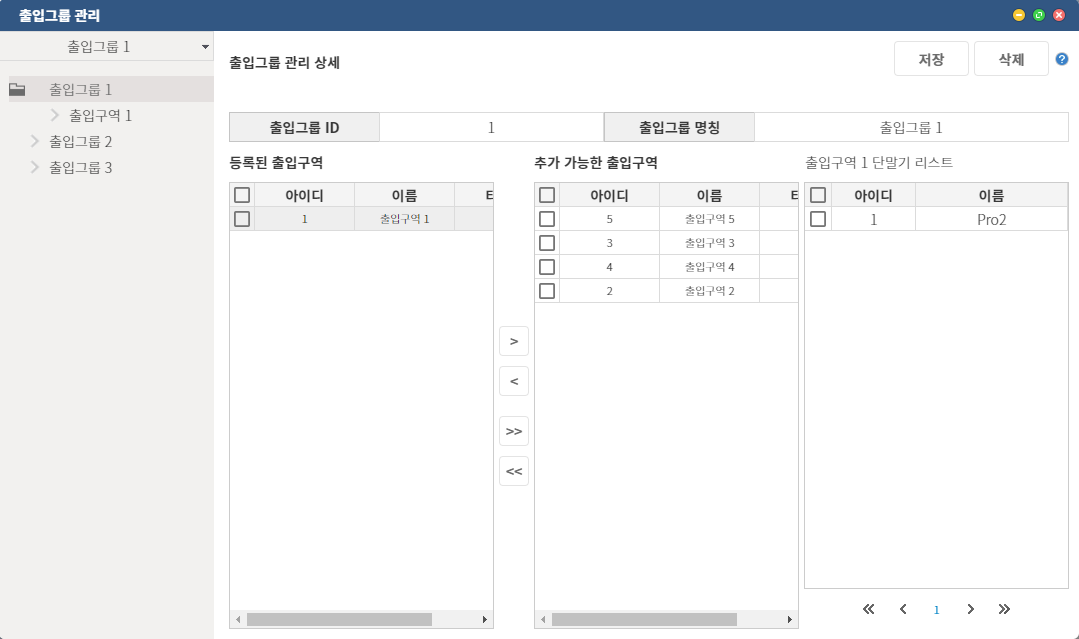 출입그룹 관리
출입그룹 1
출입그룹 1
출입구역 1
출입그룹 2
출입그룹 3
출입그룹 관리 상세
저장 삭제 ?
출입그룹 ID 1 출입그룹 명칭 출입그룹 1
등록된 출입구역
아이디 이름
1 출입구역 1
> 
<
>>
<<
추가 가능한 출입구역
아이디 이름
5 출입구역 5
3 출입구역 3
4 출입구역 4
2 출입구역 2
출입구역 1 단말기 리스트
아이디 이름
1 Pro2
1